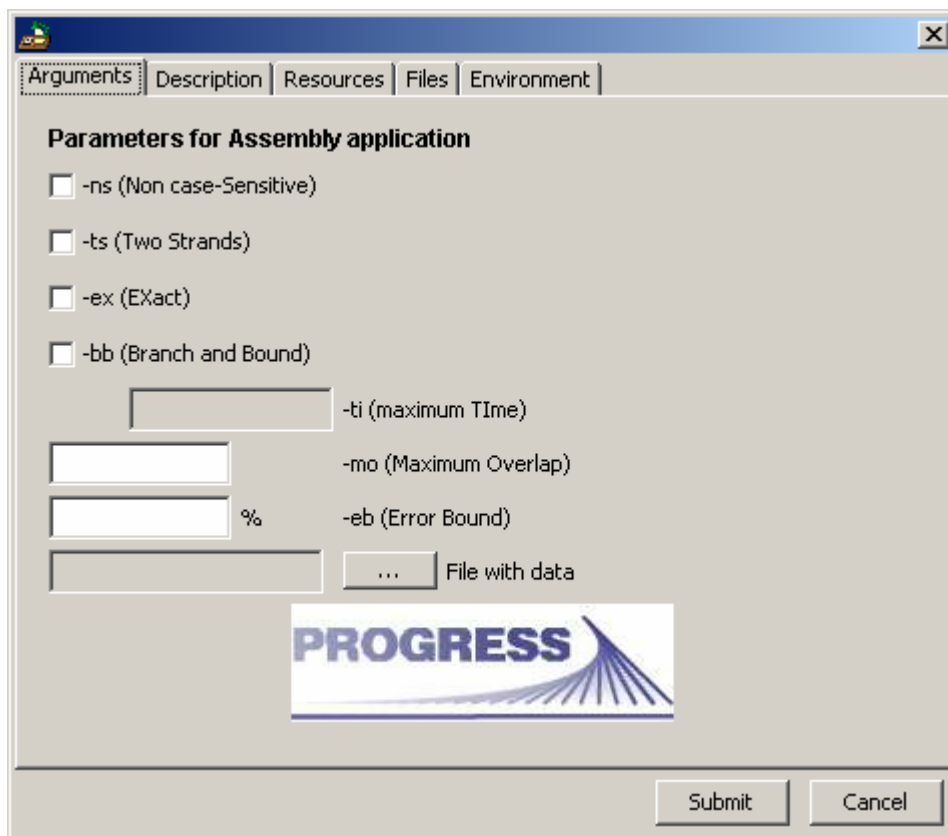 Arguments Description Resources Files Environment
Parameters for Assembly application
-ns (Non case-Sensitive)
-ts (Two Strands)
-ex (EXact)
-bb (Branch and Bound)
-ti (maximum TIme)
-mo (Maximum Overlap)
% -eb (Error Bound)
... File with data
PROGRESS
Submit Cancel